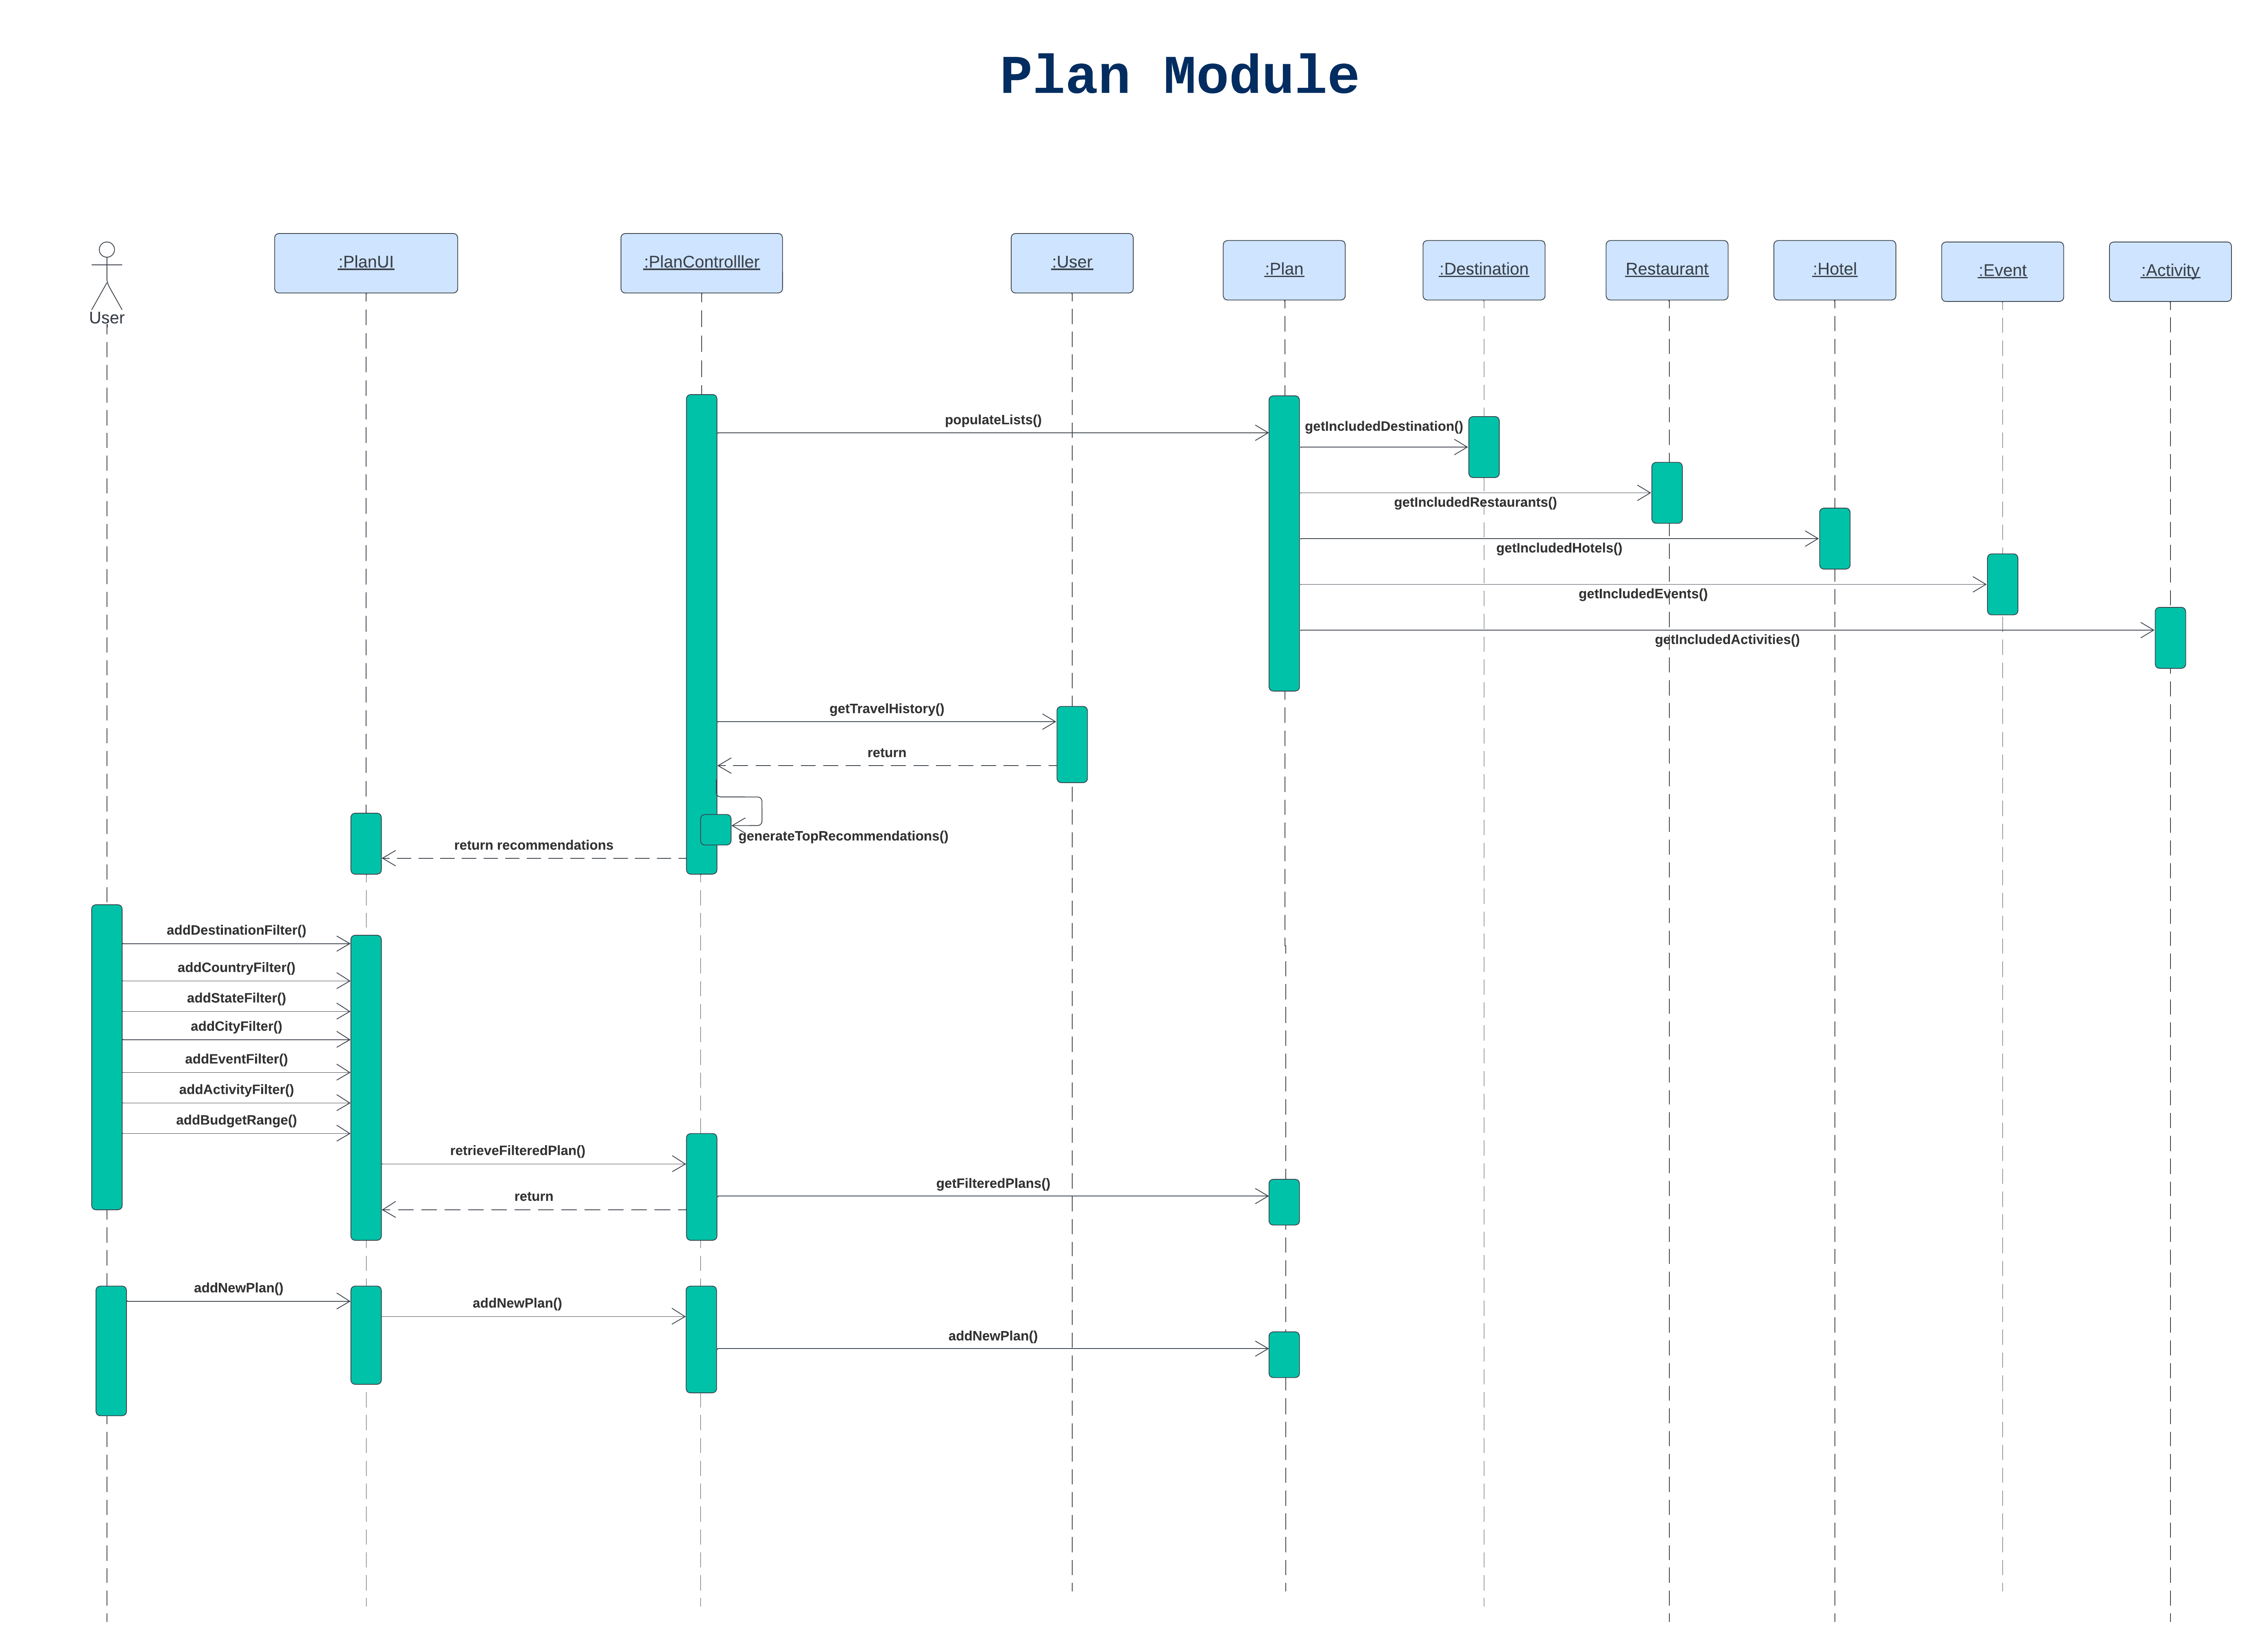 Plan Module
User
:PlanUI
:PlanControlller
:User
:Plan
:Destination
Restaurant
:Hotel
:Event
:Activity
populateLists()
getIncludedDestination()
getIncludedRestaurants()
getIncludedHotels()
getIncludedEvents()
getIncludedActivities()
getTravelHistory()
return
generateTopRecommendations()
return recommendations
addDestinationFilter()
addCountryFilter()
addStateFilter()
addCityFilter()
addEventFilter()
addActivityFilter()
addBudgetRange()
retrieveFilteredPlan()
getFilteredPlans()
return
addNewPlan()
addNewPlan()
addNewPlan()